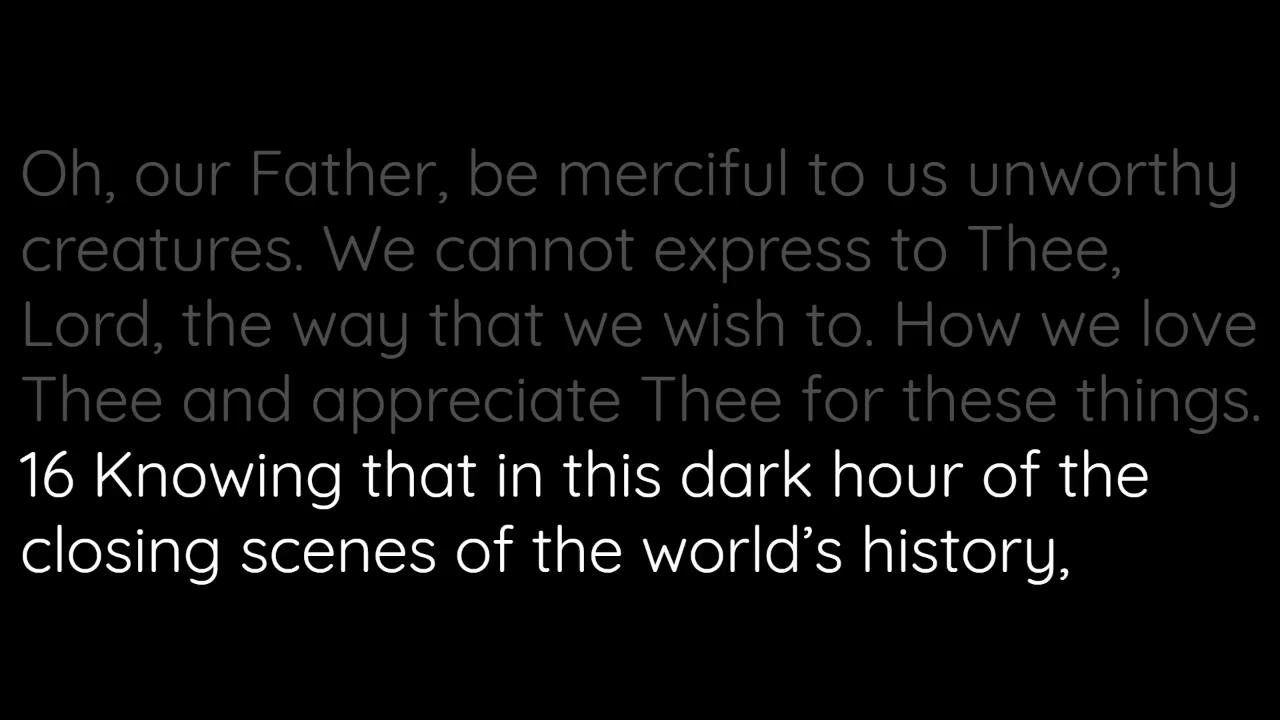 Oh, our Father, be merciful to us unworthy
creatures. We cannot express to Thee,
Lord, the way that we wish to. How we love
Thee and appreciate Thee for these things.
16 Knowing that in this dark hour of the
closing scenes of the world’s history,